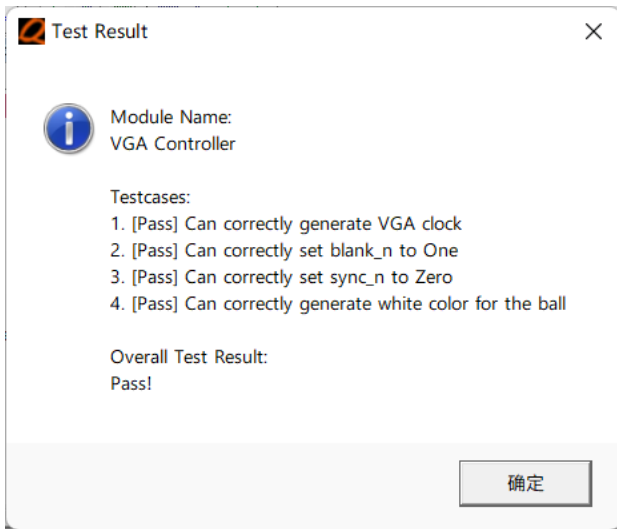 Test Result
Module Name:
VGA Controller
Testcases:
1. [Pass] Can correctly generate VGA clock
2. [Pass] Can correctly set blank_n to One
3. [Pass] Can correctly set sync_n to Zero
4. [Pass] Can correctly generate white color for the ball
Overall Test Result:
Pass!
确定